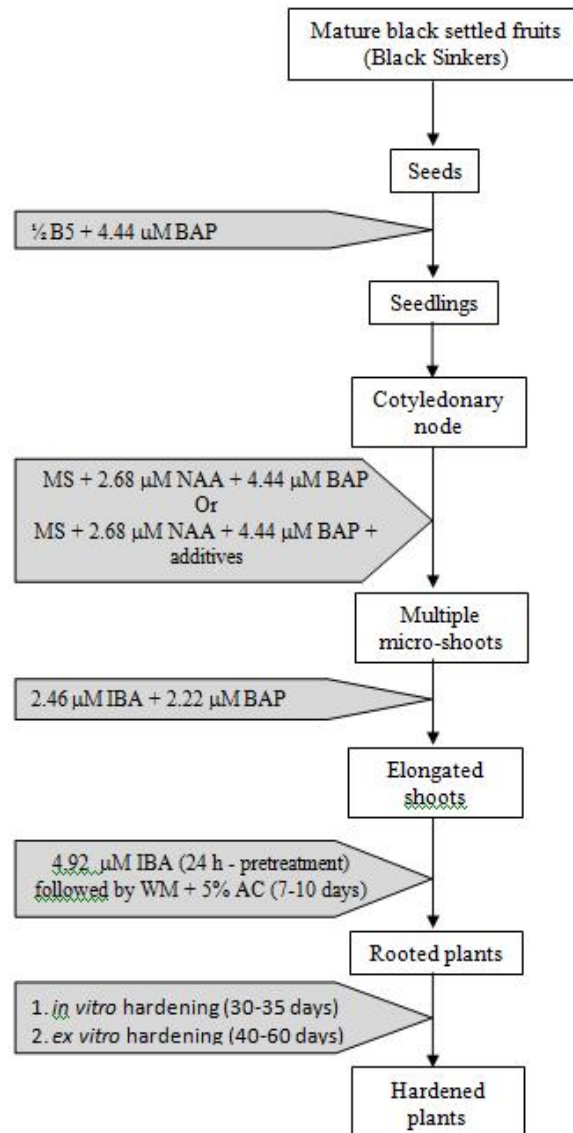 Mature black settled fruits
(Black Sinkers)
Seeds
½ B5 + 4.44 uM BAP
Seedlings
Cotyledonary
node
MS + 2.68 μM NAA + 4.44 μM BAP
Or
MS + 2.68 μM NAA + 4.44 μM BAP +
additives
Multiple
micro-shoots
2.46 μM IBA + 2.22 μM BAP
Elongated
shoots
4.92 μM IBA (24 h - pretreatment)
followed by WM + 5% AC (7-10 days)
Rooted plants
1. in vitro hardening (30-35 days)
2. ex vitro hardening (40-60 days)
Hardened
plants